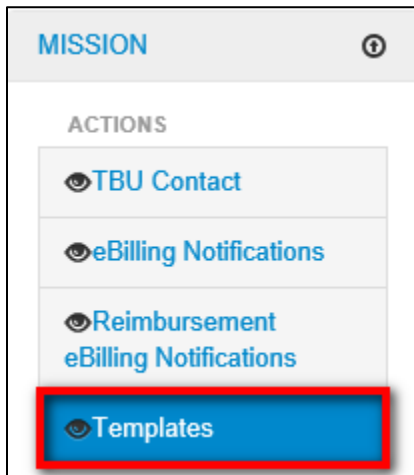 MISSION
ACTIONS
TBU Contact
eBilling Notifications
Reimbursement
eBilling Notifications
Templates